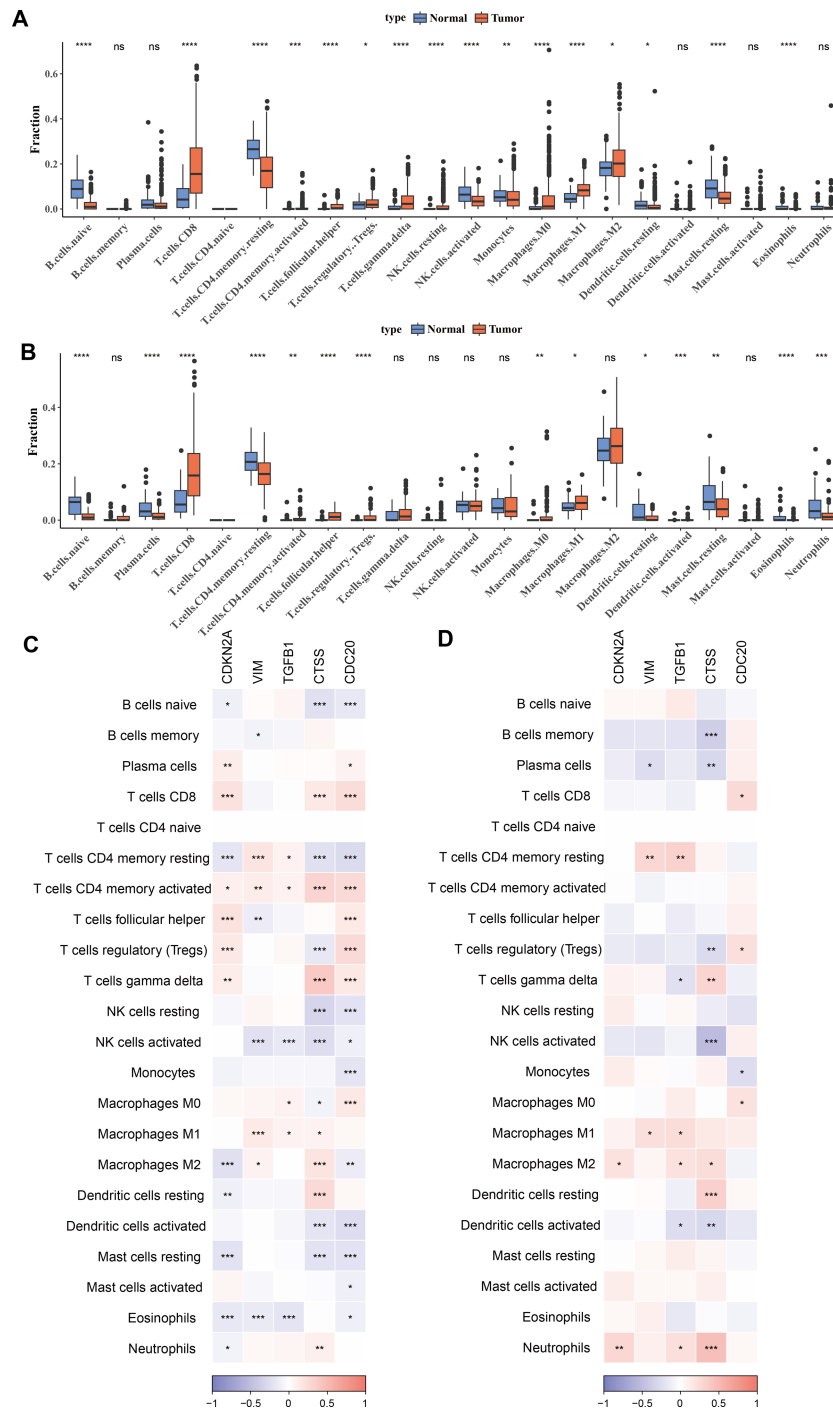 A
type Normal Tumor
**** ns ns **** **** *** **** * **** **** **** ** **** **** * * ns **** ns **** ns
Fraction
0.6
0.4
0.2
0.0
B.cells.naive
B.cells.memory
Plasma.cells
T.cells.CD8
T.cells.CD4.naive
T.cells.CD4.memory.resting
T.cells.CD4.memory.activated
T.cells.follicular.helper
T.cells.regulatory..Tregs.
T.cells.gamma.delta
NK.cells.resting
NK.cells.activated
Monocytes
Macrophages.M0
Macrophages.M1
Macrophages.M2
Dendritic.cells.resting
Dendritic.cells.activated
Mast.cells.resting
Mast.cells.activated
Eosinophils
Neutrophils
B
type Normal Tumor
**** ns **** **** **** ** **** **** ns ns ns ns ** * ns * *** ** ns **** ***
Fraction
0.4
0.2
0.0
B.cells.naive
B.cells.memory
Plasma.cells
T.cells.CD8
T.cells.CD4.naive
T.cells.CD4.memory.resting
T.cells.CD4.memory.activated
T.cells.follicular.helper
T.cells.regulatory..Tregs.
T.cells.gamma.delta
NK.cells.resting
NK.cells.activated
Monocytes
Macrophages.M0
Macrophages.M1
Macrophages.M2
Dendritic.cells.resting
Dendritic.cells.activated
Mast.cells.resting
Mast.cells.activated
Eosinophils
Neutrophils
C
CDKN2A VIM TGFB1 CTSS CDC20
B cells naive * *** ***
B cells memory *
Plasma cells ** *
T cells CD8 *** *** ***
T cells CD4 naive
T cells CD4 memory resting *** *** * *** ***
T cells CD4 memory activated * ** * *** ***
T cells follicular helper *** ** ***
T cells regulatory (Tregs) *** *** ***
T cells gamma delta ** *** ***
NK cells resting *** ***
NK cells activated *** *** *** *
Monocytes ***
Macrophages M0 * * ***
Macrophages M1 *** * *
Macrophages M2 *** * *** **
Dendritic cells resting ** ***
Dendritic cells activated *** ***
Mast cells resting *** *** ***
Mast cells activated *
Eosinophils *** *** *** *
Neutrophils * **
−1 −0.5 0 0.5 1
D
CDKN2A VIM TGFB1 CTSS CDC20
B cells naive
B cells memory ***
Plasma cells * **
T cells CD8 *
T cells CD4 naive
T cells CD4 memory resting ** **
T cells CD4 memory activated
T cells follicular helper
T cells regulatory (Tregs) ** *
T cells gamma delta * **
NK cells resting
NK cells activated ***
Monocytes *
Macrophages M0 *
Macrophages M1 * *
Macrophages M2 * * *
Dendritic cells resting ***
Dendritic cells activated * **
Mast cells resting
Mast cells activated
Eosinophils
Neutrophils ** * ***
−1 −0.5 0 0.5 1